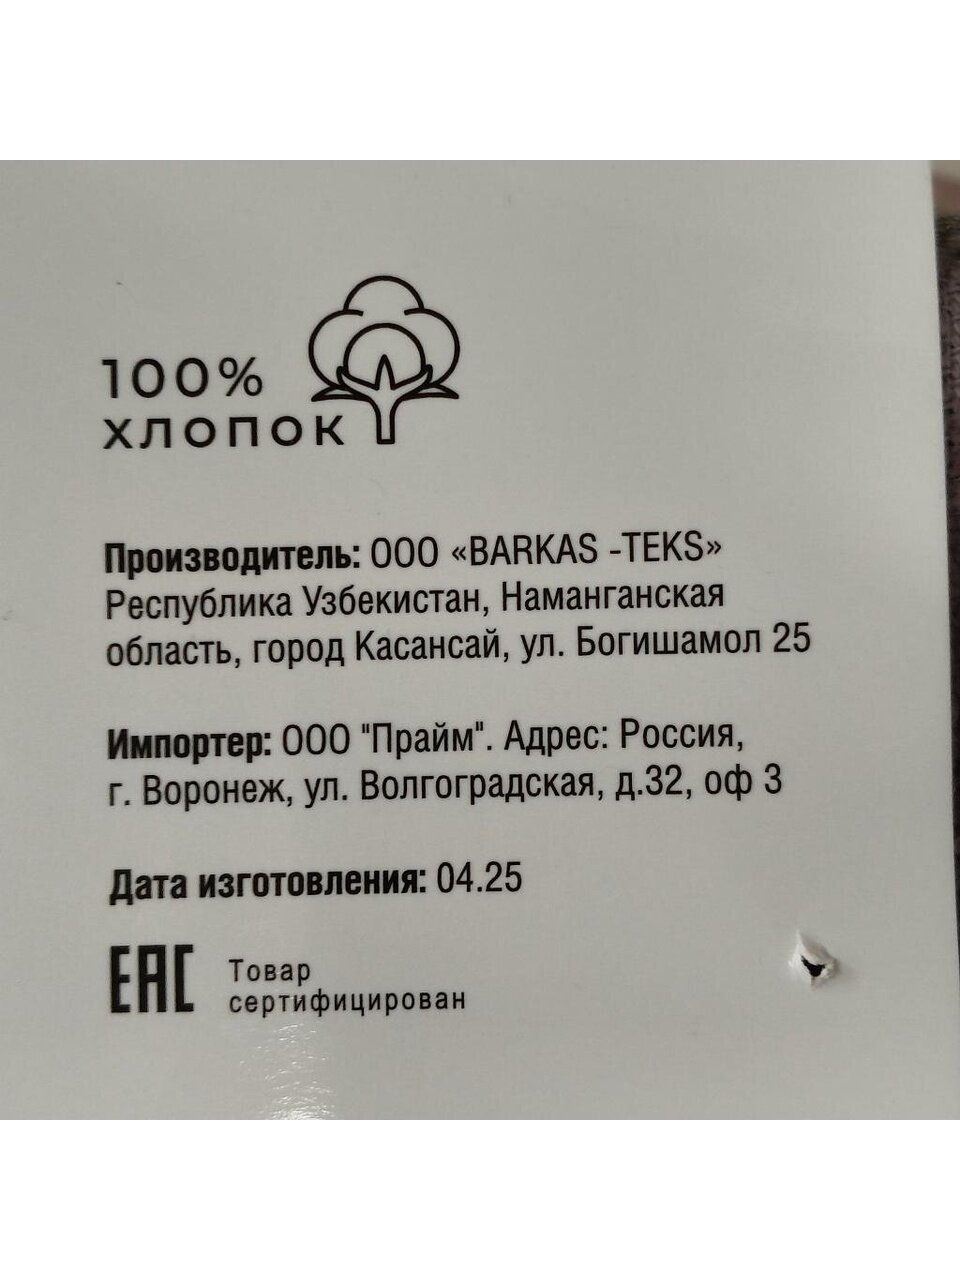 100%
ХЛОПОК
Производитель: ООО «BARKAS -TEKS»
Республика Узбекистан, Наманганская
область, город Касансай, ул. Богишамол 25
Импортер: ООО "Прайм". Адрес: Россия,
г. Воронеж, ул. Волгоградская, д.32, оф 3
Дата изготовления: 04.25
ЕАС Товар
сертифицирован